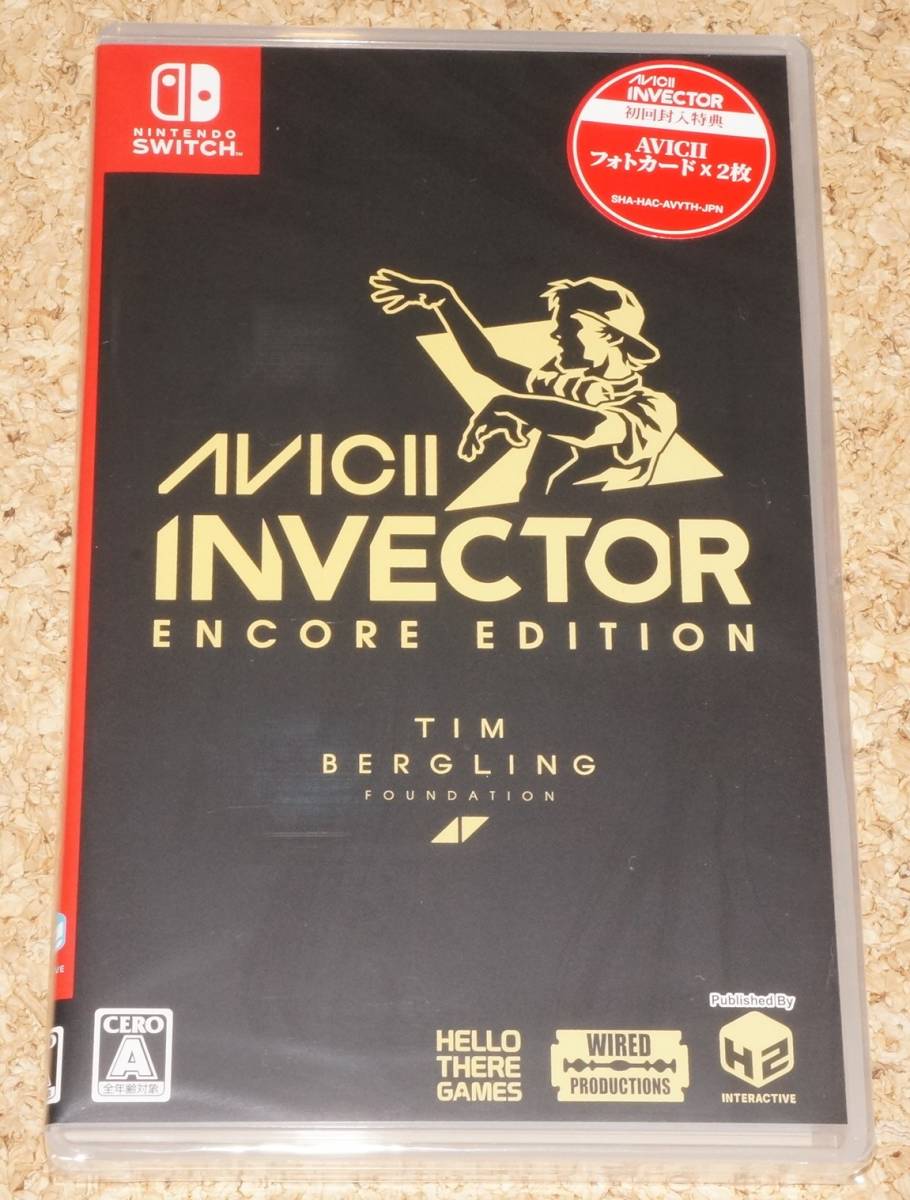 NINTENDO
SWITCH™
AVICII
INVECTOR
初回封入特典
AVICII
フォトカード x 2枚
SHA-HAC-AVYTH-JPN
AVICII
INVECTOR
ENCORE EDITION
TIM
BERGLING
FOUNDATION
Published By
CERO
A
全年齢対象
HELLO
THERE
GAMES
WIRED
PRODUCTIONS
H2
INTERACTIVE